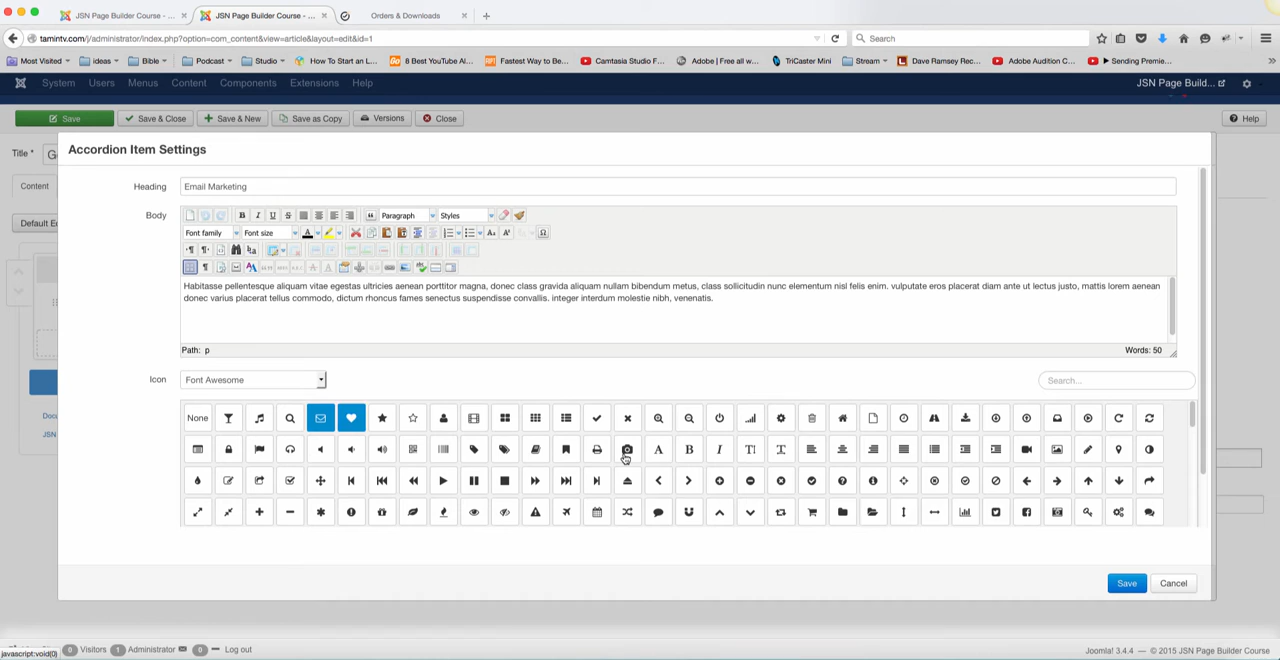 JSN Page Builder Course - ...
JSN Page Builder Course - ...
Orders & Downloads
tamintv.com/j/administrator/index.php?option=com_content&view=article&layout=edit&id=1
Search
Most Visited
ideas
Bible
Podcast
Studio
How To Start an L...
8 Best YouTube Al...
Fastest Way to Be...
Camtasia Studio F...
Adobe | Free all w...
TriCaster Mini
Stream
Dave Ramsey Rec...
Adobe Audition C...
Sending Premie...
System Users Menus Content Components Extensions Help
JSN Page Build...
Save
Save & Close
Save & New
Save as Copy
Versions
Close
Help
Title *
Content
Accordion Item Settings
Heading
Email Marketing
Body
Paragraph
Styles
Font family
Font size
Habitasse pellentesque aliquam vitae egestas ultricies aenean porttitor magna, donec class gravida aliquam nullam bibendum metus, class sollicitudin nunc elementum nisl felis enim. vulputate eros placerat diam ante ut lectus justo, mattis lorem aenean
donec varius placerat tellus commodo, dictum rhoncus fames senectus suspendisse convallis. integer interdum molestie nibh, venenatis.
Path: p
Words: 50
Icon
Font Awesome
Search...
None
Save
Cancel
javascript:void(0)
0 Visitors
1 Administrator
0
Log out
Joomla! 3.4.4 — © 2015 JSN Page Builder Course